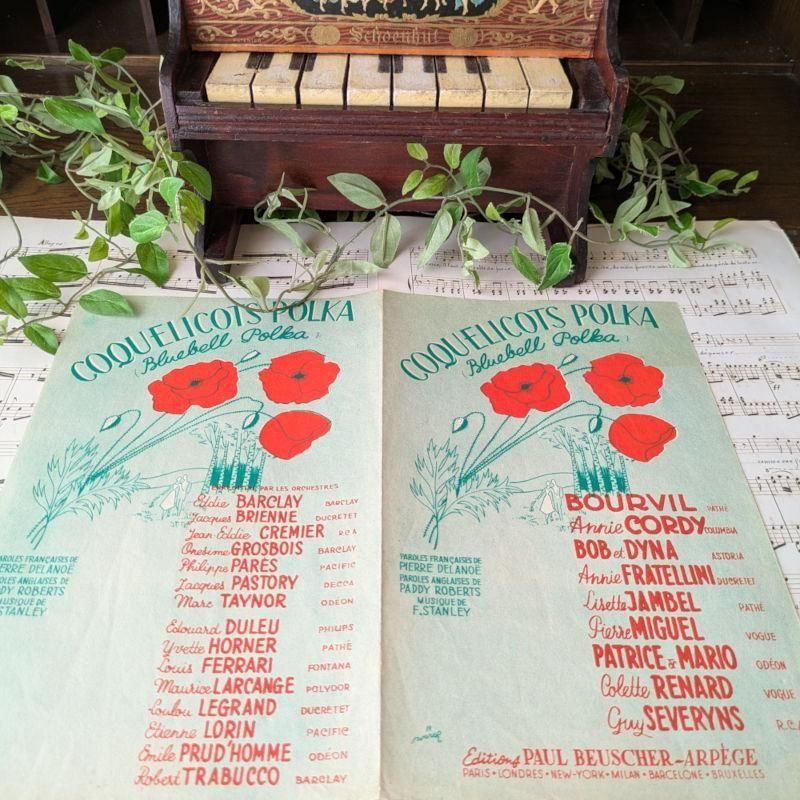 Schoenhut
COQUELICOTS POLKA
(Bluebell Polka)
ENREGISTRÉ PAR LES ORCHESTRES
Eddie BARCLAY BARCLAY
Jacques BRIENNE DUCRETET
Jean Eddie CREMIER RCA
Onesime GROSBOIS BARCLAY
Philippe PARÈS PACIFIC
Jacques PASTORY DECCA
Marc TAYNOR ODÉON
PAROLES FRANÇAISES DE
PIERRE DELANOË
PAROLES ANGLAISES DE
PADDY ROBERTS
MUSIQUE DE
F. STANLEY
Edouard DULEU PHILIPS
Yvette HORNER PATHÉ
Louis FERRARI FONTANA
Maurice LARCANGE POLYDOR
Loulou LEGRAND DUCRETET
Etienne LORIN PACIFIC
Emile PRUD'HOMME ODÉON
Robert TRABUCCO BARCLAY
COQUELICOTS POLKA
(Bluebell Polka)
BOURVIL PATHÉ
Annie CORDY COLUMBIA
BOB et DYNA ASTORIA
Annie FRATELLINI DUCRETET
Lisette JAMBEL PATHÉ
Pierre MIGUEL VOGUE
PATRICE & MARIO ODÉON
Colette RENARD VOGUE
Guy SEVERYNS R.C.A
PAROLES FRANÇAISES DE
PIERRE DELANOË
PAROLES ANGLAISES DE
PADDY ROBERTS
MUSIQUE DE
F. STANLEY
Editions PAUL BEUSCHER-ARPÈGE
PARIS • LONDRES • NEW-YORK • MILAN • BARCELONE • BRUXELLES